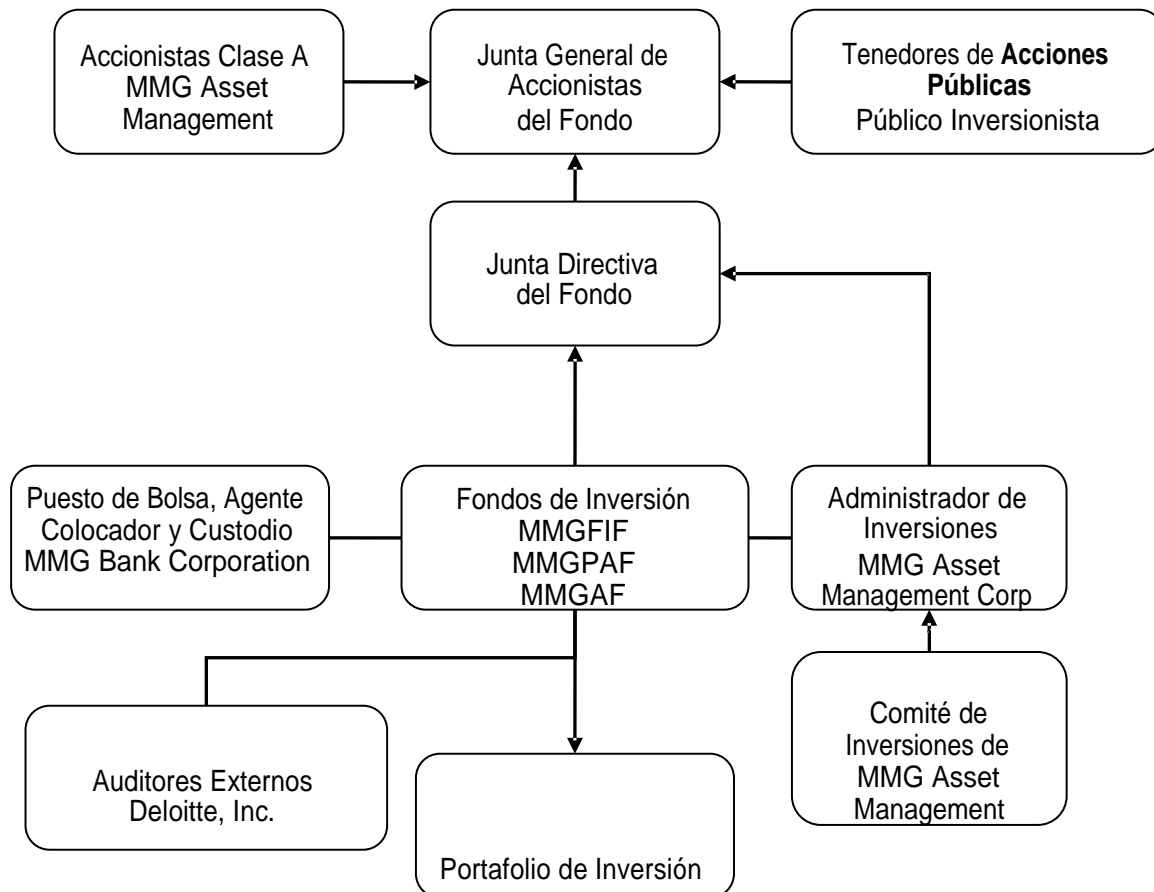 Accionistas Clase A
MMG Asset
Management
Junta General de
Accionistas
del Fondo
Tenedores de Acciones
Públicas
Público Inversionista
Junta Directiva
del Fondo
Puesto de Bolsa, Agente
Colocador y Custodio
MMG Bank Corporation
Fondos de Inversión
MMGFIF
MMGPAF
MMGAF
Administrador de
Inversiones
MMG Asset
Management Corp
Auditores Externos
Deloitte, Inc.
Portafolio de Inversión
Comité de
Inversiones de
MMG Asset
Management